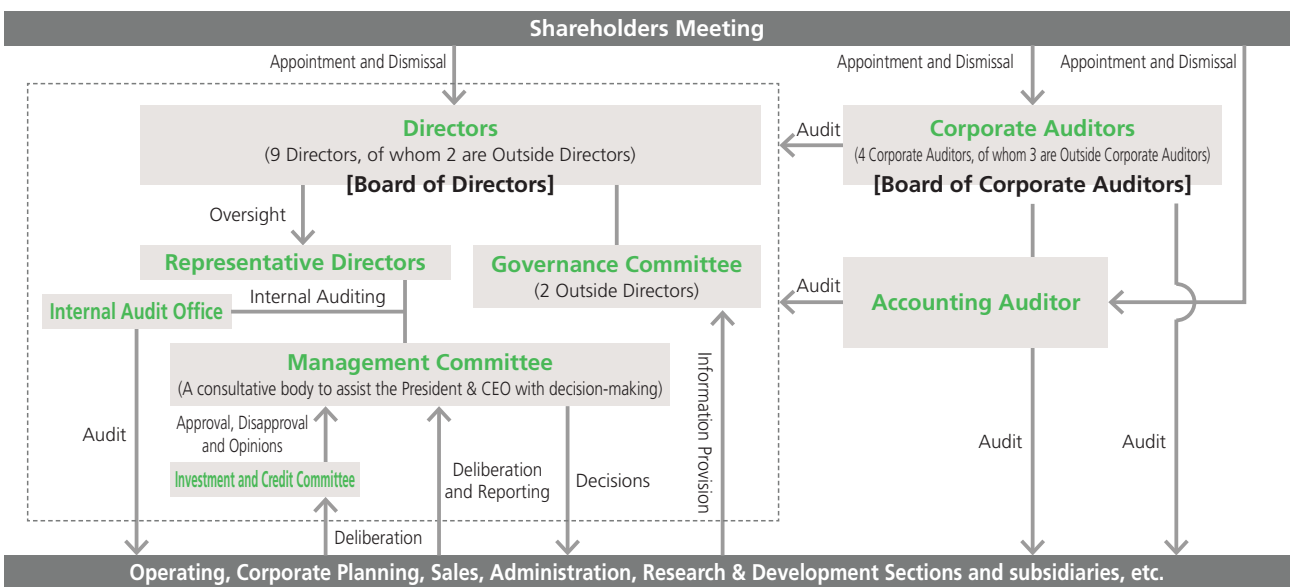 Shareholders Meeting
Appointment and Dismissal
Appointment and Dismissal
Appointment and Dismissal
Directors
(9 Directors, of whom 2 are Outside Directors)
[Board of Directors]
Audit
Corporate Auditors
(4 Corporate Auditors, of whom 3 are Outside Corporate Auditors)
[Board of Corporate Auditors]
Oversight
Representative Directors
Governance Committee
(2 Outside Directors)
Internal Auditing
Internal Audit Office
Audit
Accounting Auditor
Management Committee
(A consultative body to assist the President & CEO with decision-making)
Information Provision
Approval, Disapproval
and Opinions
Audit
Investment and Credit Committee
Deliberation
and Reporting
Decisions
Audit
Audit
Deliberation
Operating, Corporate Planning, Sales, Administration, Research & Development Sections and subsidiaries, etc.